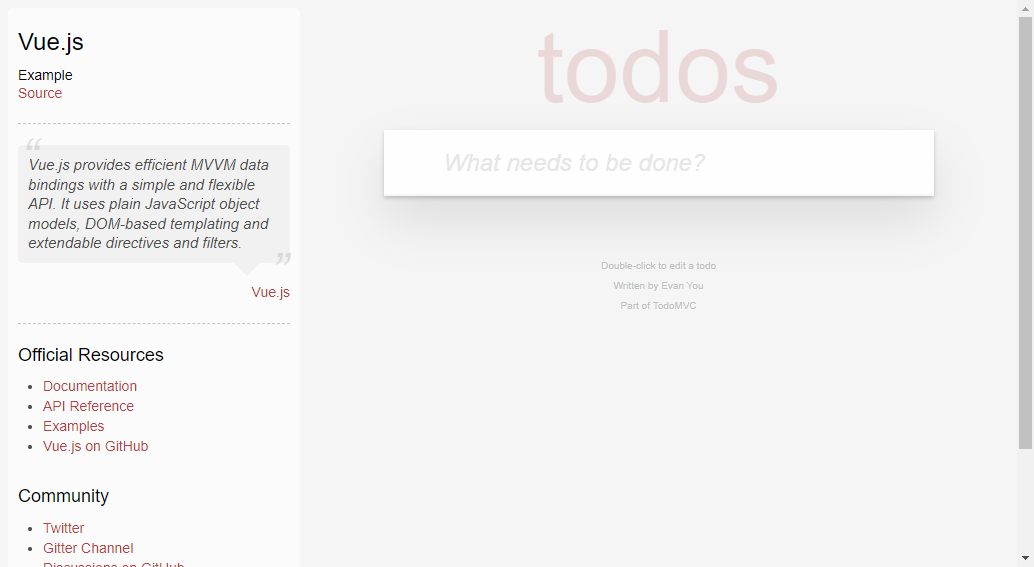 Vue.js
Example
Source
“
Vue.js provides efficient MVVM data
bindings with a simple and flexible
API. It uses plain JavaScript object
models, DOM-based templating and
extendable directives and filters.
”
Vue.js
Official Resources
Documentation
API Reference
Examples
Vue.js on GitHub
Community
Twitter
Gitter Channel
Discussions on GitHub
todos
What needs to be done?
Double-click to edit a todo
Written by Evan You
Part of TodoMVC